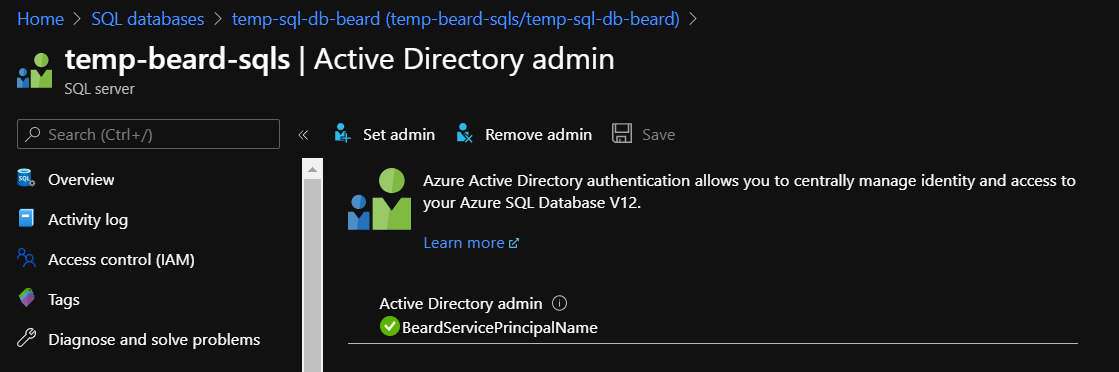 Home > SQL databases > temp-sql-db-beard (temp-beard-sqls/temp-sql-db-beard) >
temp-beard-sqls | Active Directory admin
SQL server
Search (Ctrl+/)
«
Set admin
Remove admin
Save
SQL
Overview
Activity log
Access control (IAM)
Tags
Diagnose and solve problems
Azure Active Directory authentication allows you to centrally manage identity and access to
your Azure SQL Database V12.
Learn more
Active Directory admin
BeardServicePrincipalName